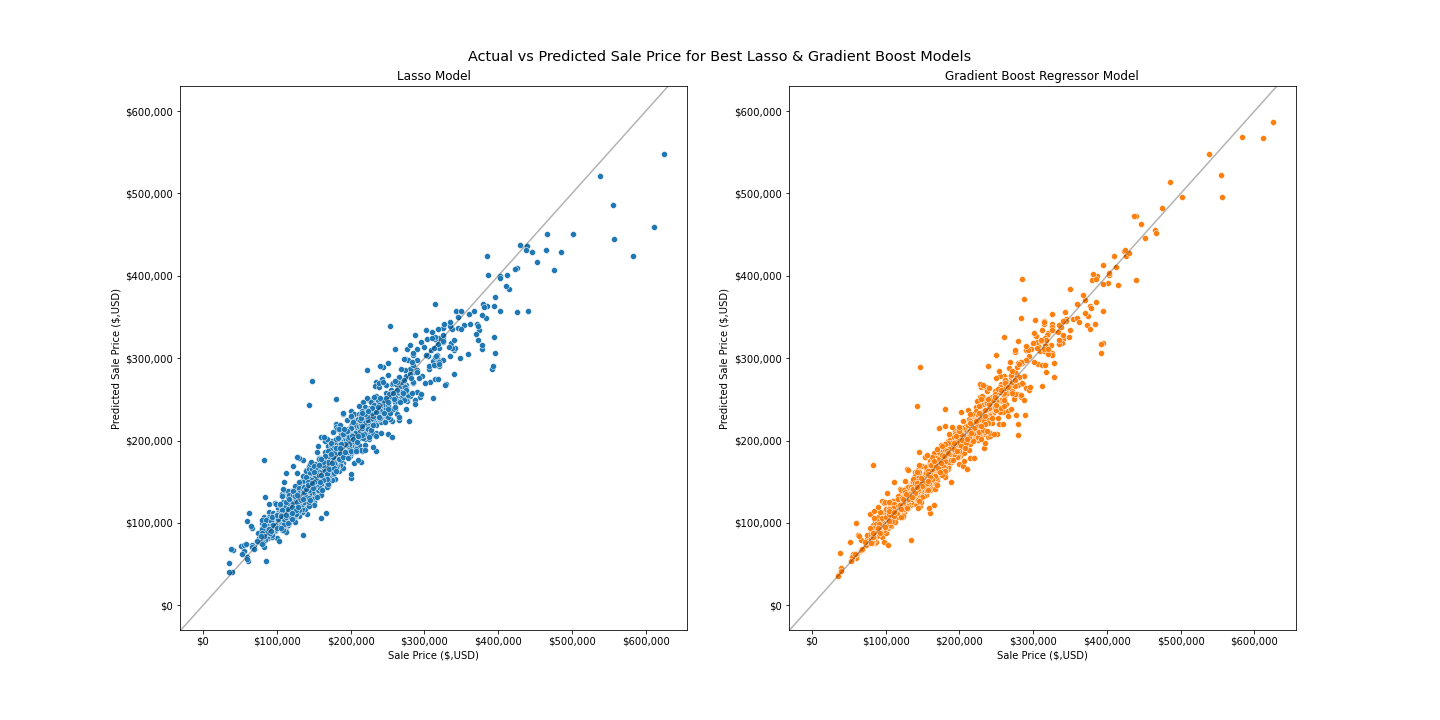 Actual vs Predicted Sale Price for Best Lasso & Gradient Boost Models
Lasso Model
$600,000
$500,000
$400,000
$300,000
$200,000
$100,000
$0
Predicted Sale Price ($,USD)
$0 $100,000 $200,000 $300,000 $400,000 $500,000 $600,000
Sale Price ($,USD)
Gradient Boost Regressor Model
$600,000
$500,000
$400,000
$300,000
$200,000
$100,000
$0
Predicted Sale Price ($,USD)
$0 $100,000 $200,000 $300,000 $400,000 $500,000 $600,000
Sale Price ($,USD)